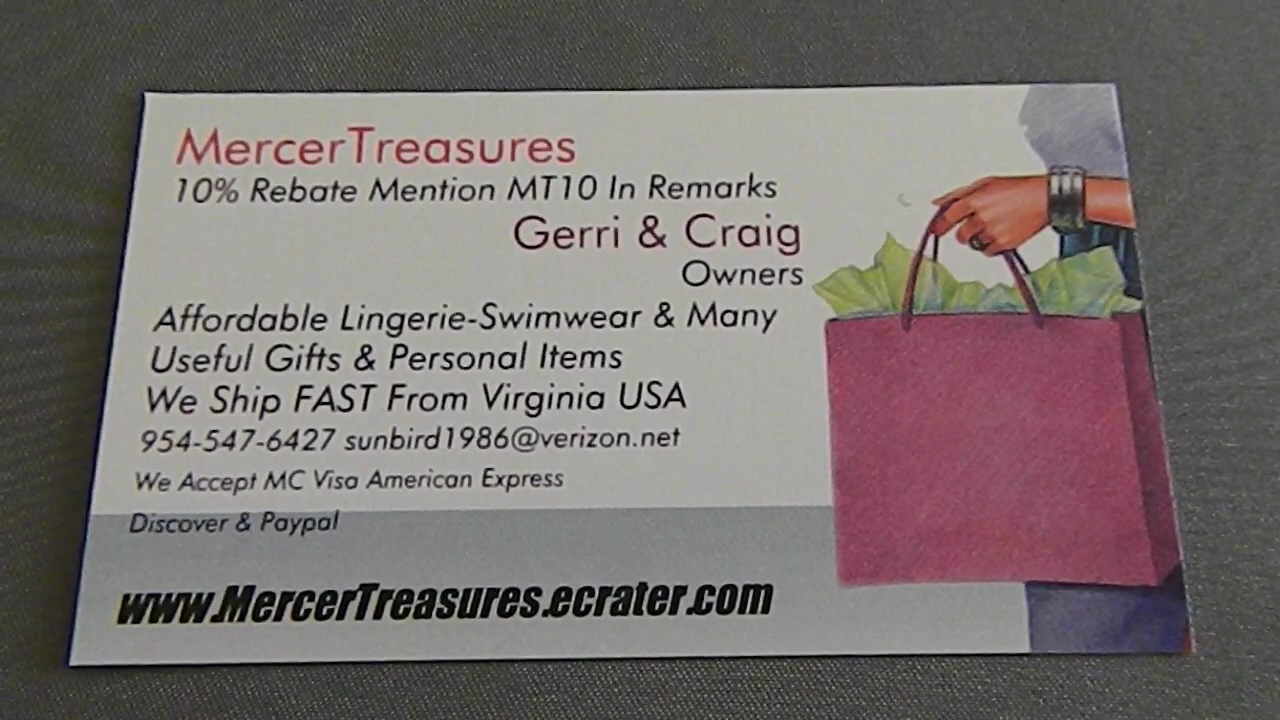 MercerTreasures
10% Rebate Mention MT10 In Remarks
Gerri & Craig
Owners
Affordable Lingerie-Swimwear & Many
Useful Gifts & Personal Items
We Ship FAST From Virginia USA
954-547-6427 sunbird1986@verizon.net
We Accept MC Visa American Express
Discover & Paypal
www.MercerTreasures.ecrater.com